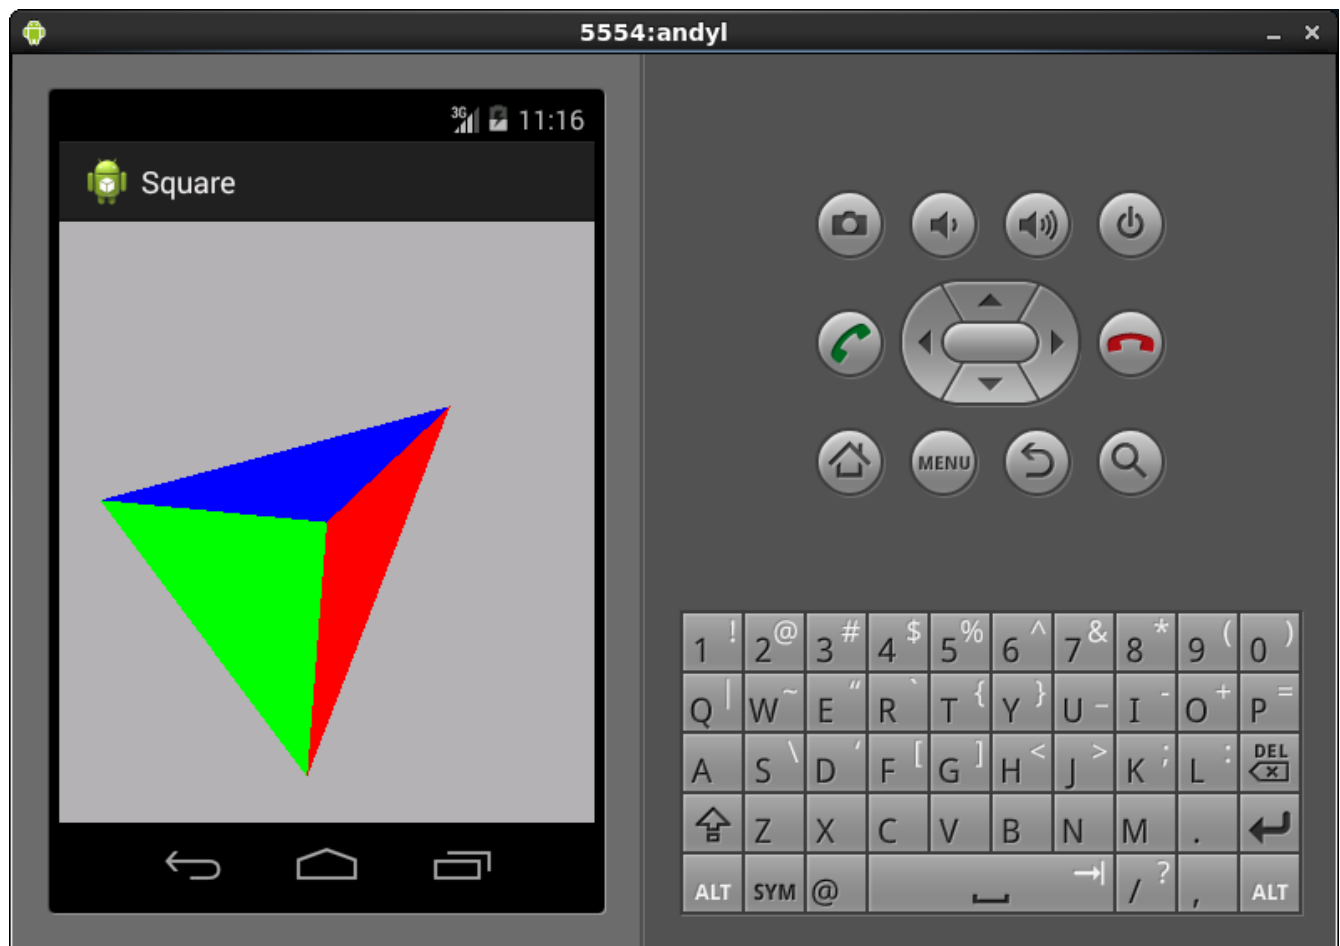 5554:andyl
3G 11:16
Square
MENU
1 ! 2 @ 3 # 4 $ 5 % 6 ^ 7 & 8 * 9 ( 0 )
Q | W ~ E “ R ` T { Y } U _ I - O + P =
A S \ D ‘ F [ G ] H < J > K ; L : DEL
Z X C V B N M .
ALT SYM @ / ? , ALT